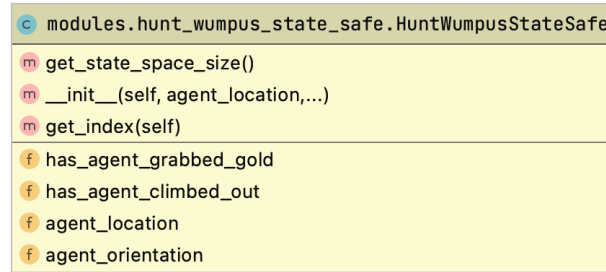 c modules.hunt_wumpus_state_safe.HuntWumpusStateSafe
m get_state_space_size()
m __init__(self, agent_location,...)
m get_index(self)
f has_agent_grabbed_gold
f has_agent_climbed_out
f agent_location
f agent_orientation